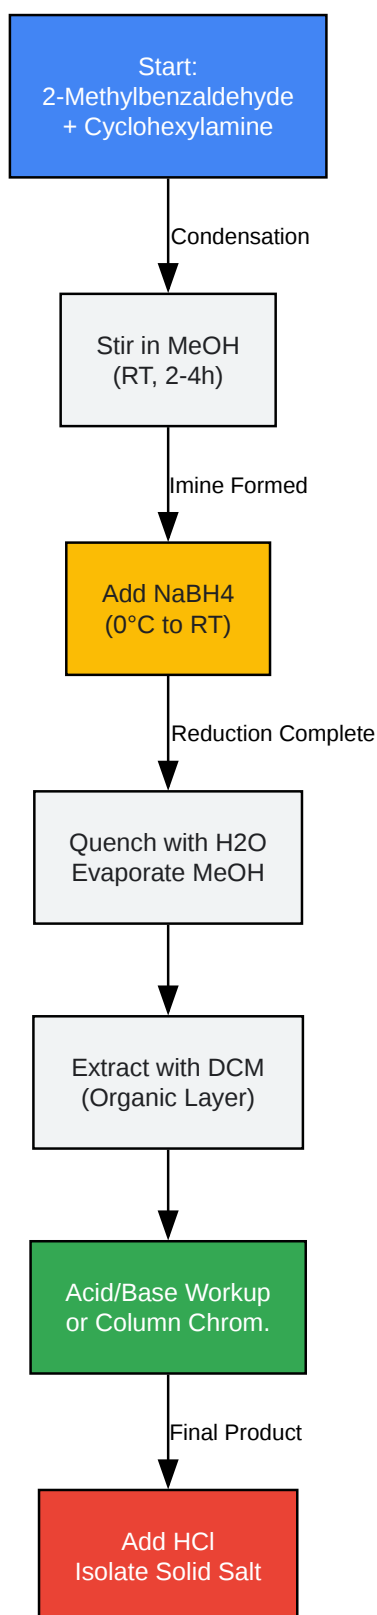 Start:
2-Methylbenzaldehyde
+ Cyclohexylamine
Condensation
Stir in MeOH
(RT, 2-4h)
Imine Formed
Add NaBH4
(0°C to RT)
Reduction Complete
Quench with H2O
Evaporate MeOH
Extract with DCM
(Organic Layer)
Acid/Base Workup
or Column Chrom.
Final Product
Add HCl
Isolate Solid Salt